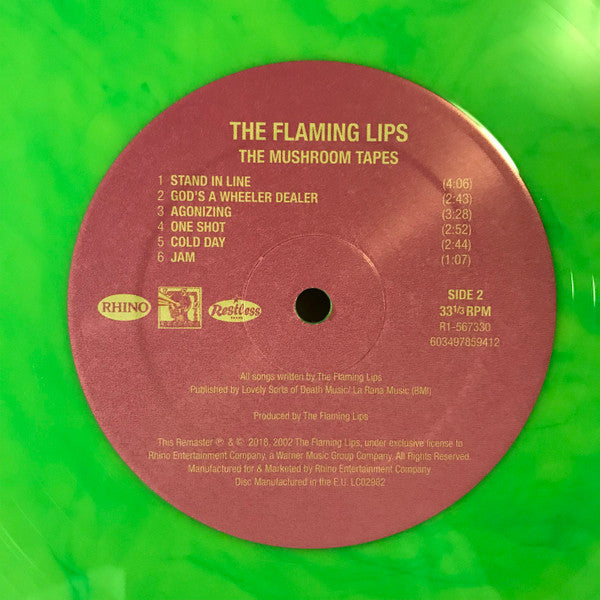 THE FLAMING LIPS
THE MUSHROOM TAPES
1 STAND IN LINE (4:06)
2 GOD'S A WHEELER DEALER (2:43)
3 AGONIZING (3:28)
4 ONE SHOT (2:52)
5 COLD DAY (2:44)
6 JAM (1:07)
RHINO
Restless
SIDE 2
33 1/3 RPM
R1-567330
603497859412
All songs written by The Flaming Lips
Published by Lovely Sorts of Death Music/ La Rana Music (BMI)
Produced by The Flaming Lips
This Remaster ℗ & © 2018, 2002 The Flaming Lips, under exclusive license to
Rhino Entertainment Company, a Warner Music Group Company. All Rights Reserved.
Manufactured for & Marketed by Rhino Entertainment Company
Disc Manufactured in the E.U. LC02982